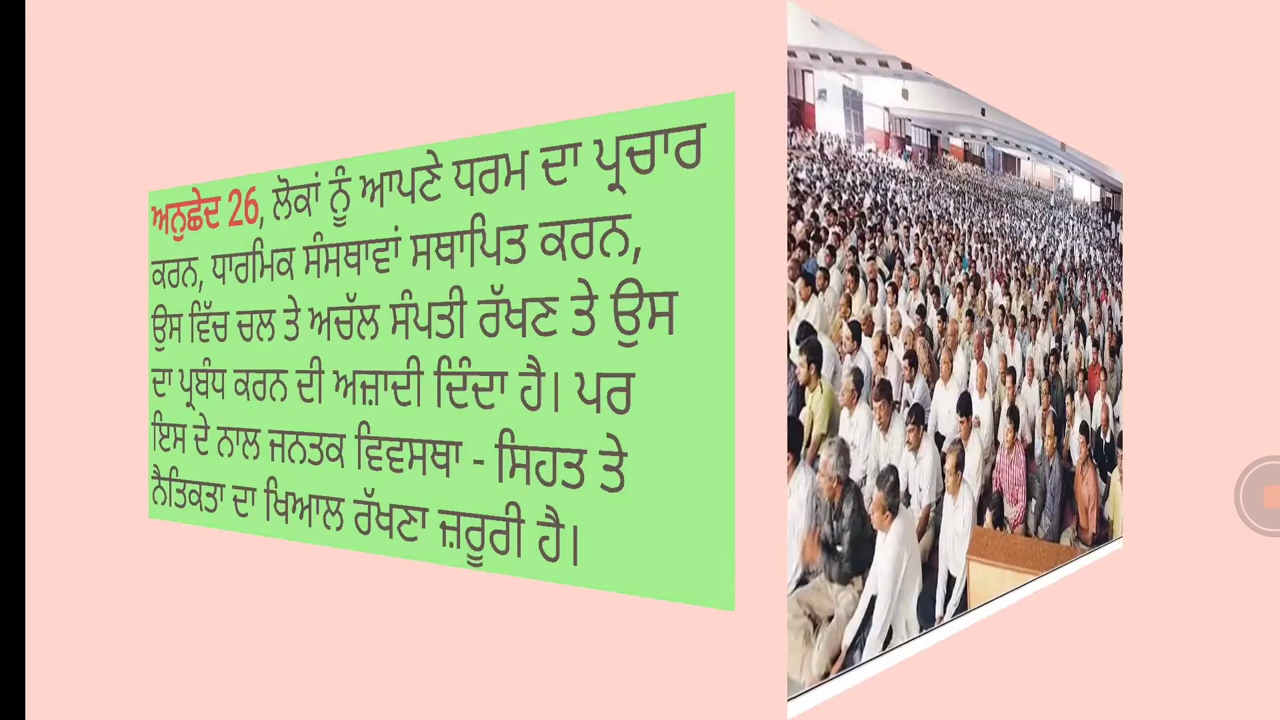 ਅਨੁਛੇਦ 26, ਲੋਕਾਂ ਨੂੰ ਆਪਣੇ ਧਰਮ ਦਾ ਪ੍ਰਚਾਰ
ਕਰਨ, ਧਾਰਮਿਕ ਸੰਸਥਾਵਾਂ ਸਥਾਪਿਤ ਕਰਨ,
ਉਸ ਵਿੱਚ ਚਲ ਤੇ ਅਚੱਲ ਸੰਪਤੀ ਰੱਖਣ ਤੇ ਉਸ
ਦਾ ਪ੍ਰਬੰਧ ਕਰਨ ਦੀ ਅਜ਼ਾਦੀ ਦਿੰਦਾ ਹੈ। ਪਰ
ਇਸ ਦੇ ਨਾਲ ਜਨਤਕ ਵਿਵਸਥਾ - ਸਿਹਤ ਤੇ
ਨੈਤਿਕਤਾ ਦਾ ਖਿਆਲ ਰੱਖਣਾ ਜ਼ਰੂਰੀ ਹੈ।